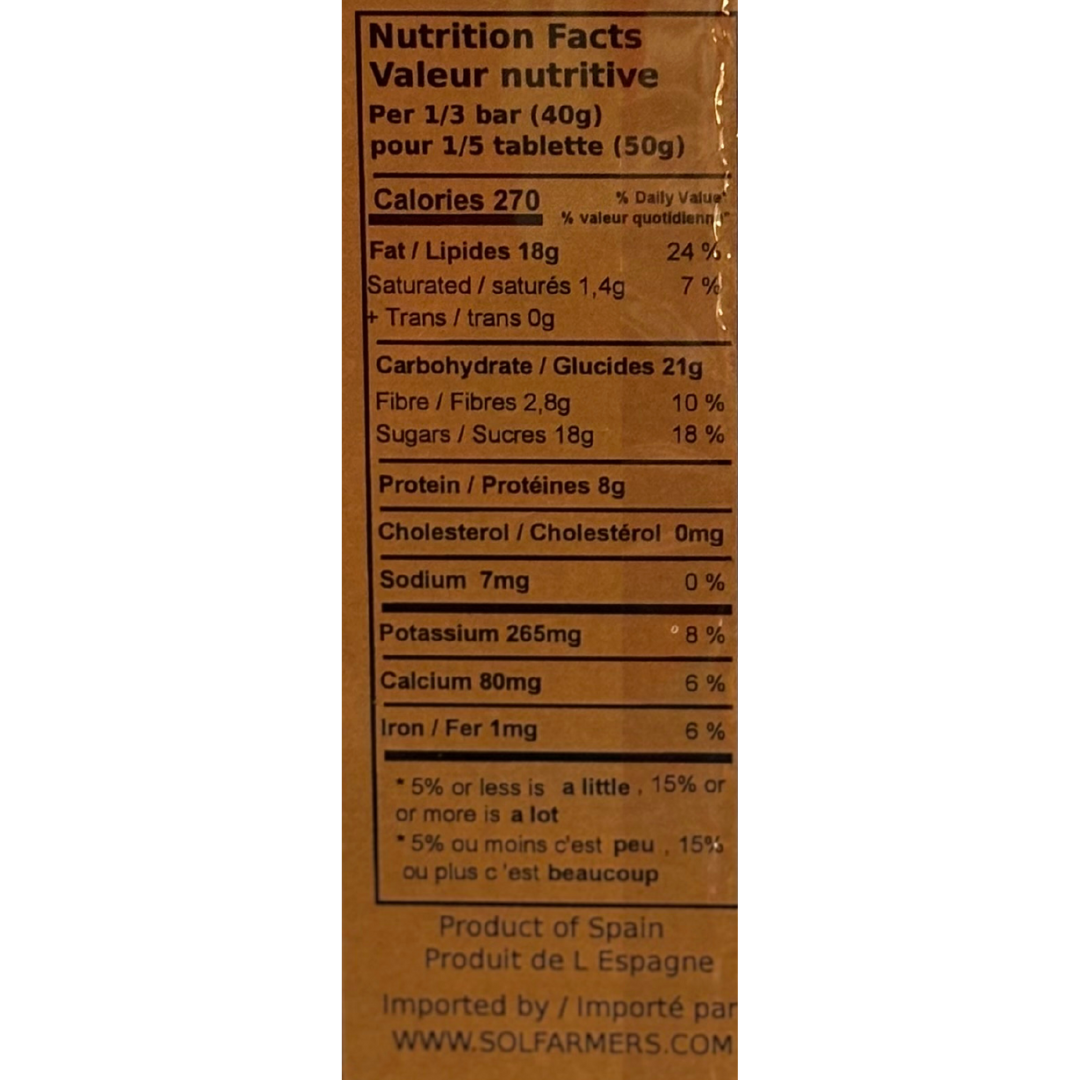 Nutrition Facts
Valeur nutritive
Per 1/3 bar (40g)
pour 1/5 tablette (50g)
Calories 270 % Daily Value*
% valeur quotidienne*
Fat / Lipides 18g 24 %
Saturated / saturés 1,4g 7 %
+ Trans / trans 0g
Carbohydrate / Glucides 21g
Fibre / Fibres 2,8g 10 %
Sugars / Sucres 18g 18 %
Protein / Protéines 8g
Cholesterol / Cholestérol 0mg
Sodium 7mg 0 %
Potassium 265mg 8 %
Calcium 80mg 6 %
Iron / Fer 1mg 6 %
* 5% or less is a little , 15% or
or more is a lot
* 5% ou moins c'est peu , 15%
ou plus c 'est beaucoup
Product of Spain
Produit de L Espagne
Imported by / Importé par
WWW.SOLFARMERS.COM